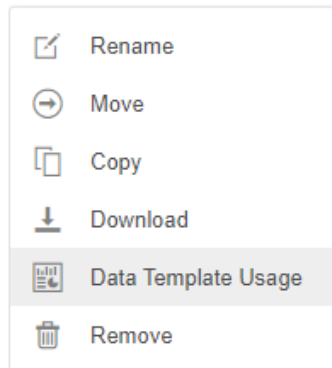 Rename
Move
Copy
Download
Data Template Usage
Remove